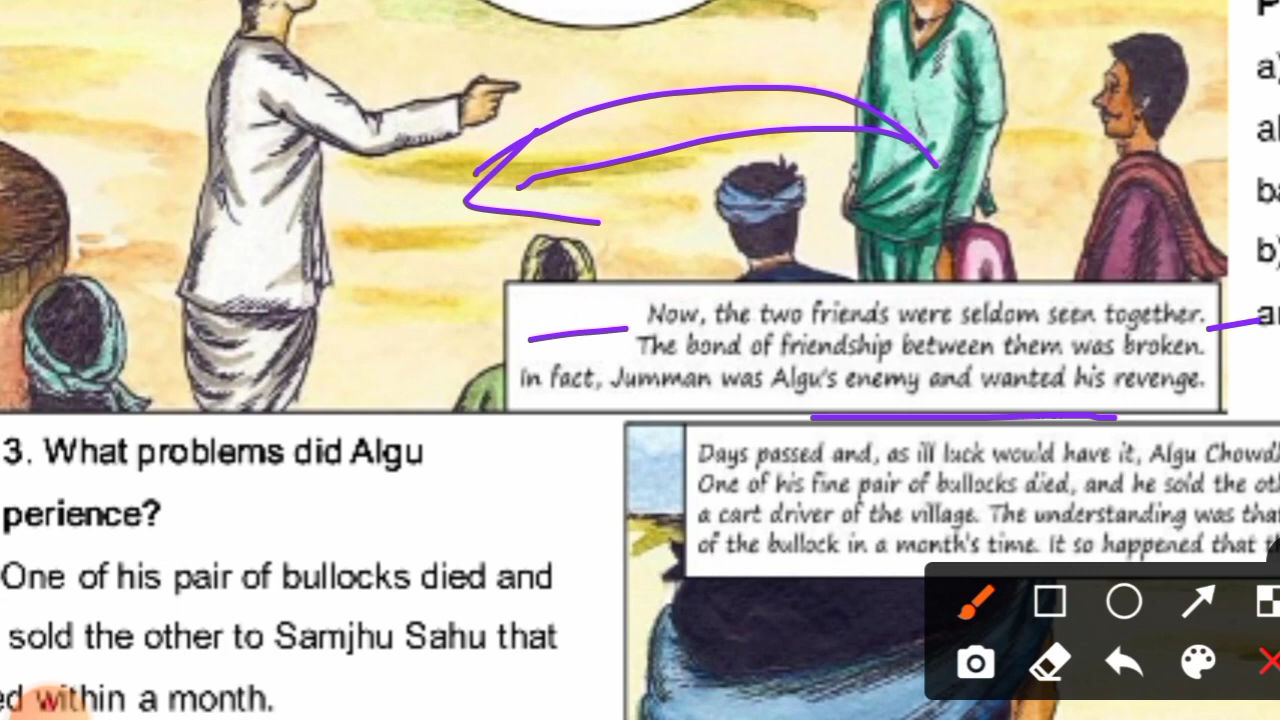 Now, the two friends were seldom seen together.
The bond of friendship between them was broken.
In fact, Jumman was Algu's enemy and wanted his revenge.
3. What problems did Algu
perience?
One of his pair of bullocks died and
sold the other to Samjhu Sahu that
ed within a month.
Days passed and, as ill luck would have it, Algu
One of his fine pair of bullocks died, and he sold the
a cart driver of the village. The understanding was
of the bullock in a month's time. It so happened that
a)
b)